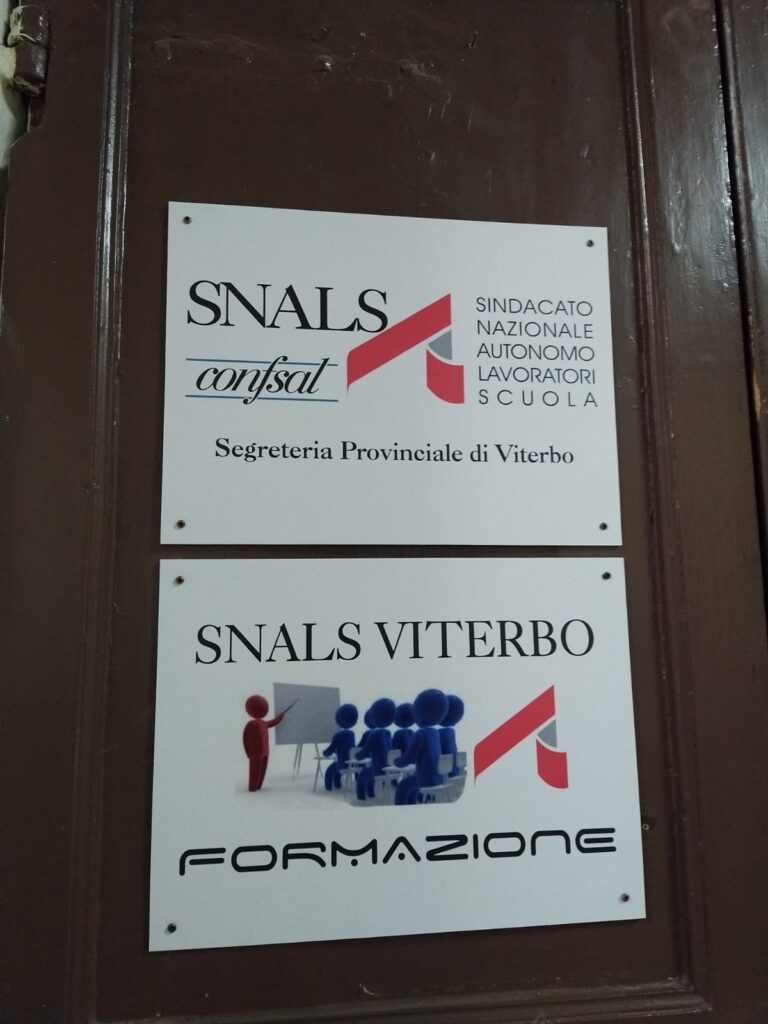 SNALS
confsal
SINDACATO
NAZIONALE
AUTONOMO
LAVORATORI
SCUOLA
Segreteria Provinciale di Viterbo
SNALS VITERBO
FORMAZIONE